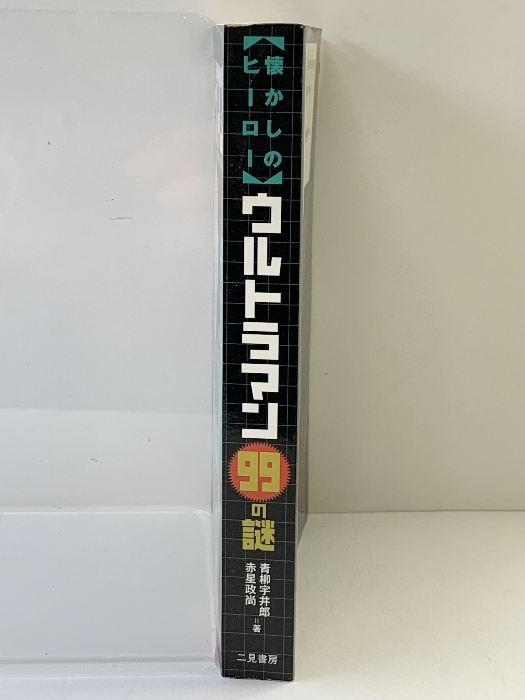 【懐かしの
ヒーロー】
ウルトラマン
99の謎
青柳宇井郎
赤星政尚
=著
二見書房